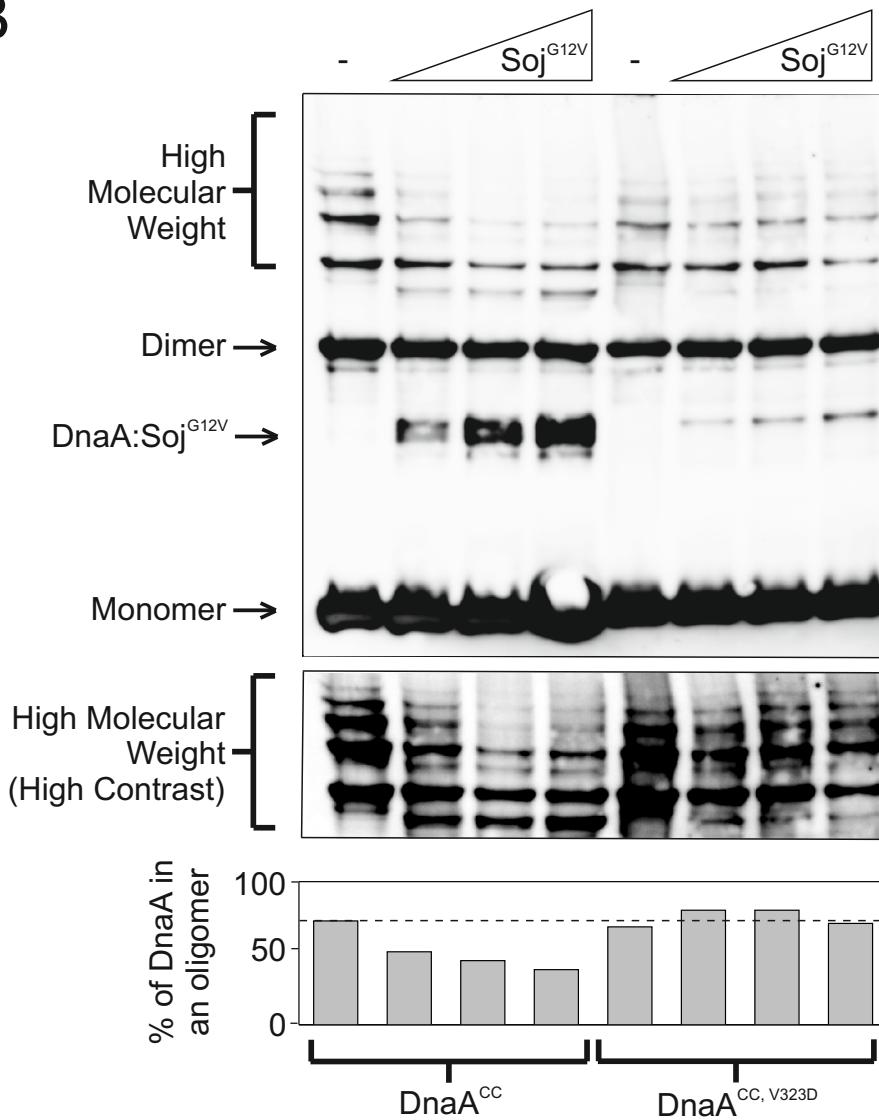 B
- Soj^G12V - Soj^G12V
High
Molecular
Weight
Dimer
DnaA:Soj^G12V
Monomer
High Molecular
Weight
(High Contrast)
% of DnaA in
an oligomer
100
50
0
DnaA^CC
DnaA^CC, V323D